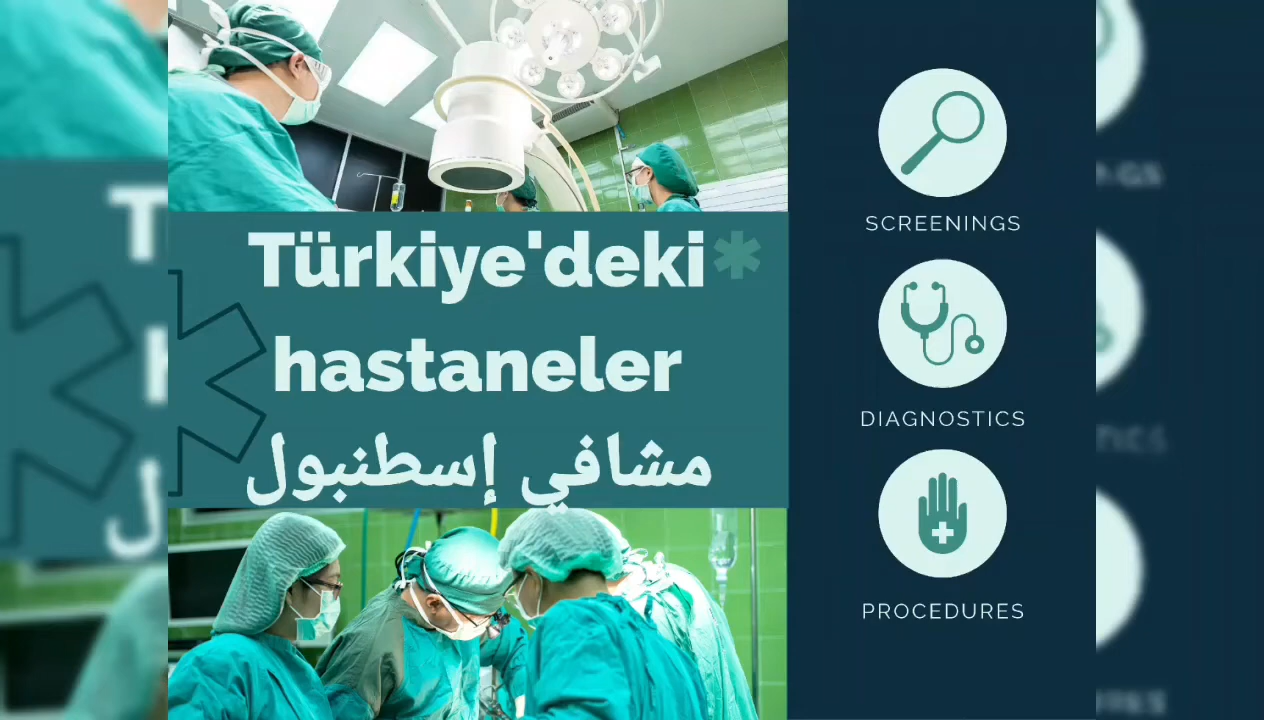 Türkiye'deki
hastaneler
مشافي إسطنبول
SCREENINGS
DIAGNOSTICS
PROCEDURES